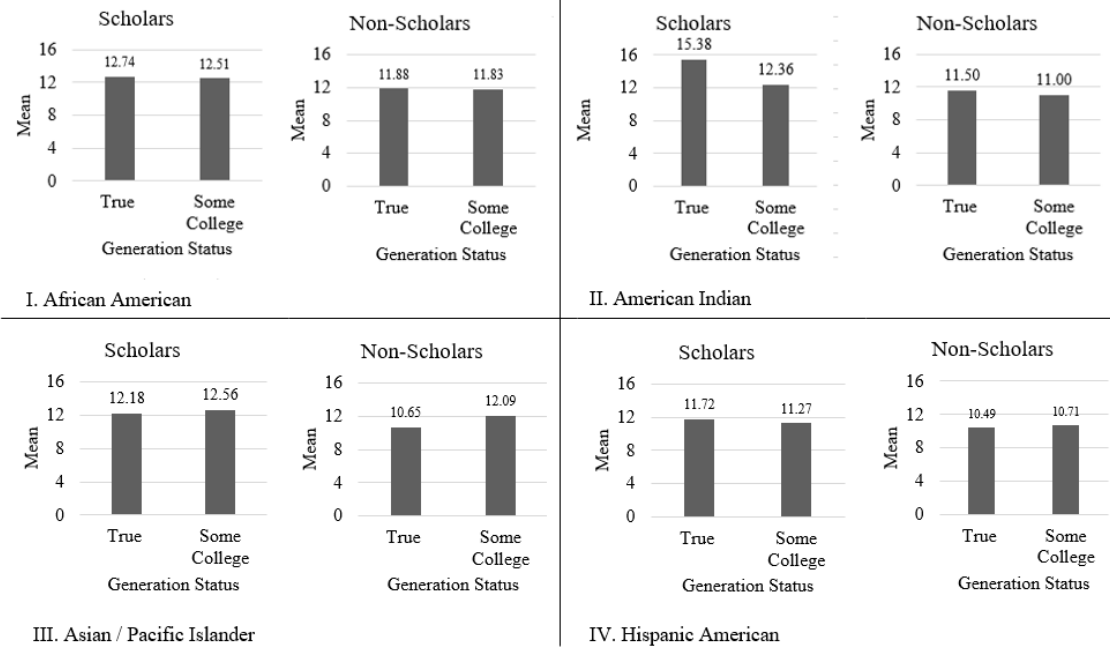 Scholars
16
12
8
4
0
Mean
12.74
12.51
True
Some
College
Generation Status
Non-Scholars
16
12
8
4
0
Mean
11.88
11.83
True
Some
College
Generation Status
I. African American
Scholars
16
12
8
4
0
Mean
15.38
12.36
True
Some
College
Generation Status
Non-Scholars
16
12
8
4
0
Mean
11.50
11.00
True
Some
College
Generation Status
II. American Indian
Scholars
16
12
8
4
0
Mean
12.18
12.56
True
Some
College
Generation Status
Non-Scholars
16
12
8
4
0
Mean
10.65
12.09
True
Some
College
Generation Status
III. Asian / Pacific Islander
Scholars
16
12
8
4
0
Mean
11.72
11.27
True
Some
College
Generation Status
Non-Scholars
16
12
8
4
0
Mean
10.49
10.71
True
Some
College
Generation Status
IV. Hispanic American